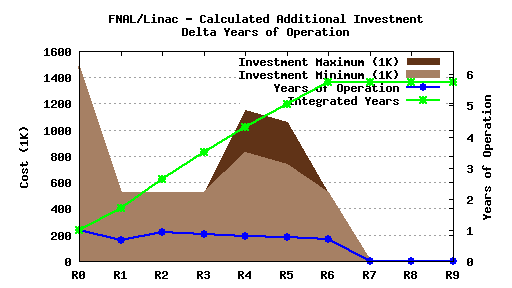 FNAL/Linac - Calculated Additional Investment
Delta Years of Operation
Investment Maximum (1K)
Investment Minimum (1K)
Years of Operation
Integrated Years
Cost (1K)
1600
1400
1200
1000
800
600
400
200
0
Years of Operation
6
5
4
3
2
1
0
R0 R1 R2 R3 R4 R5 R6 R7 R8 R9